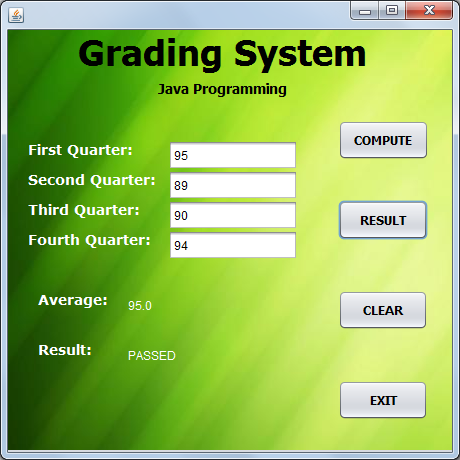 Grading System
Java Programming
COMPUTE
First Quarter: 95
Second Quarter: 89
Third Quarter: 90
RESULT
Fourth Quarter: 94
Average: 95.0
CLEAR
Result: PASSED
EXIT